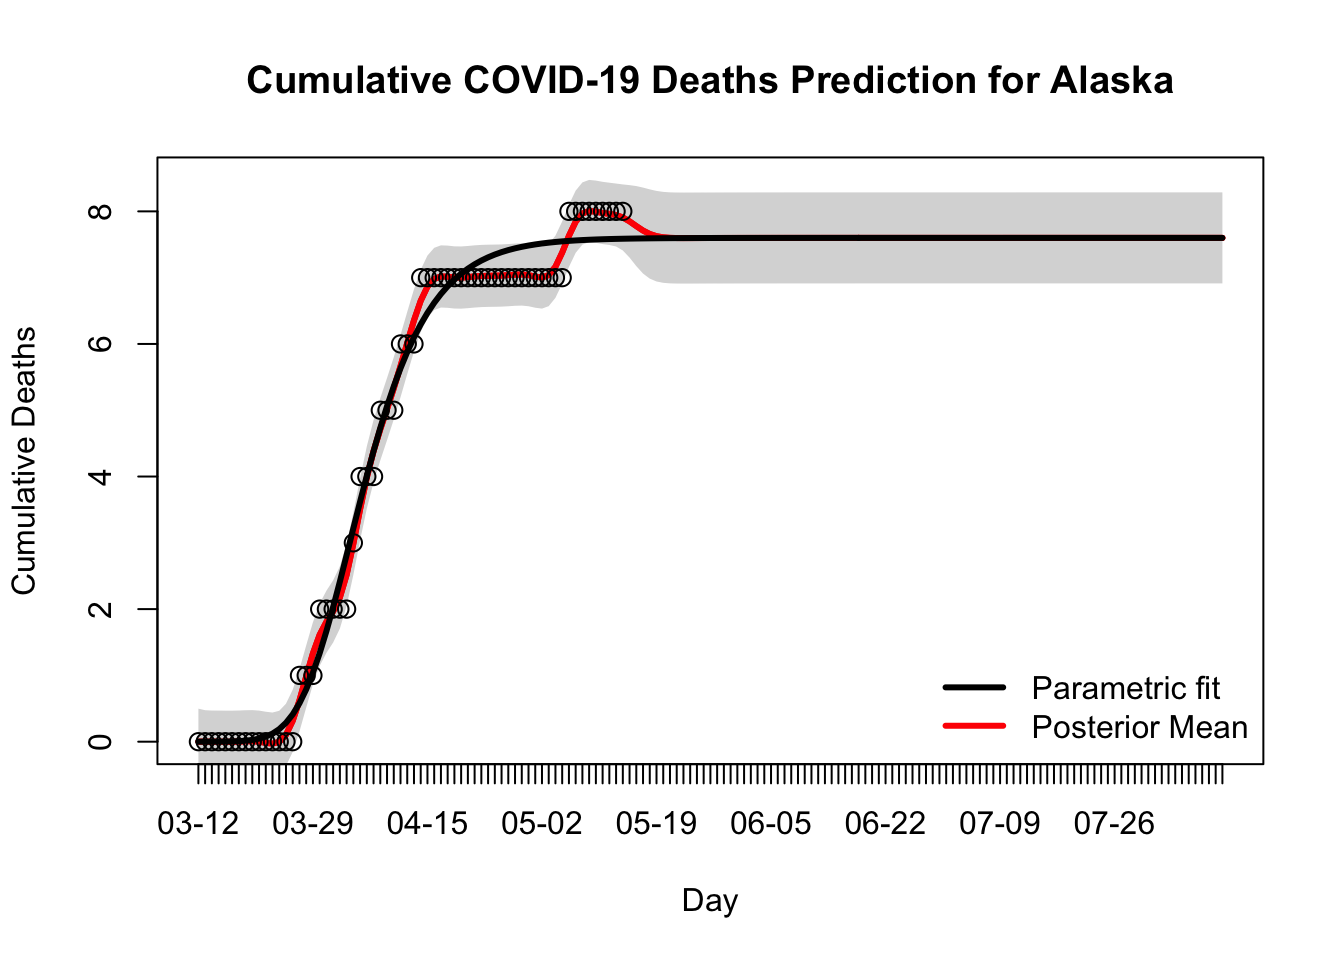 Cumulative COVID-19 Deaths Prediction for Alaska
Cumulative Deaths
8
6
4
2
0
Parametric fit
Posterior Mean
03-12 03-29 04-15 05-02 05-19 06-05 06-22 07-09 07-26
Day